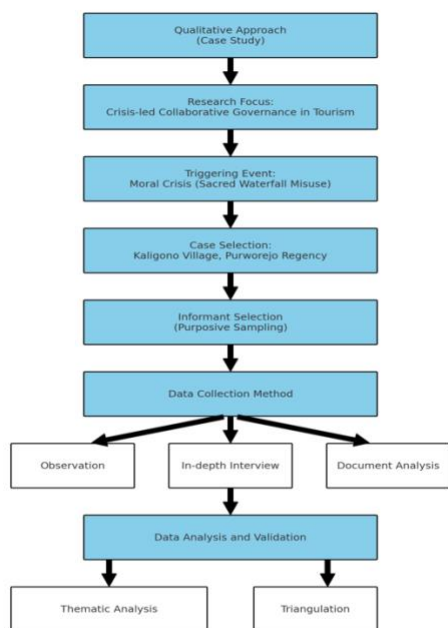 Qualitative Approach
(Case Study)
Research Focus:
Crisis-led Collaborative Governance in Tourism
Triggering Event:
Moral Crisis (Sacred Waterfall Misuse)
Case Selection:
Kaligono Village, Purworejo Regency
Informant Selection
(Purposive Sampling)
Data Collection Method
Observation
In-depth Interview
Document Analysis
Data Analysis and Validation
Thematic Analysis
Triangulation